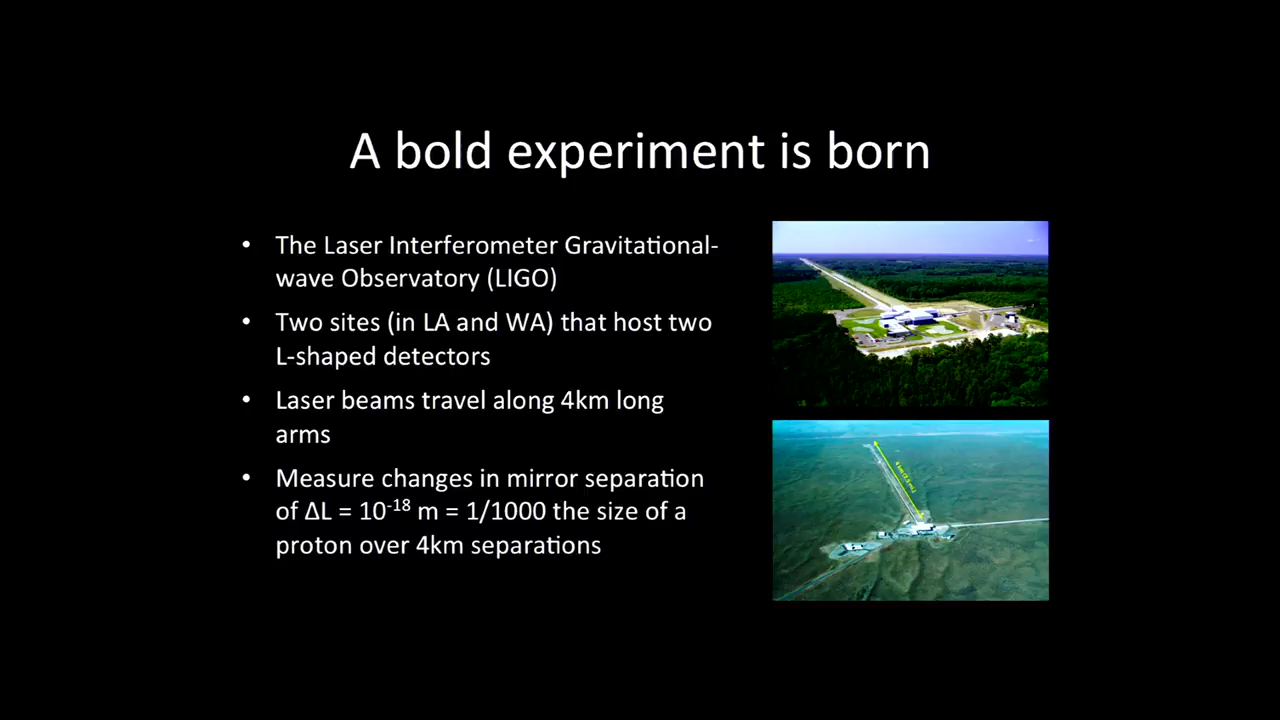 A bold experiment is born
• The Laser Interferometer Gravitational-
wave Observatory (LIGO)
• Two sites (in LA and WA) that host two
L-shaped detectors
• Laser beams travel along 4km long
arms
• Measure changes in mirror separation
of ΔL = 10⁻¹⁸ m = 1/1000 the size of a
proton over 4km separations